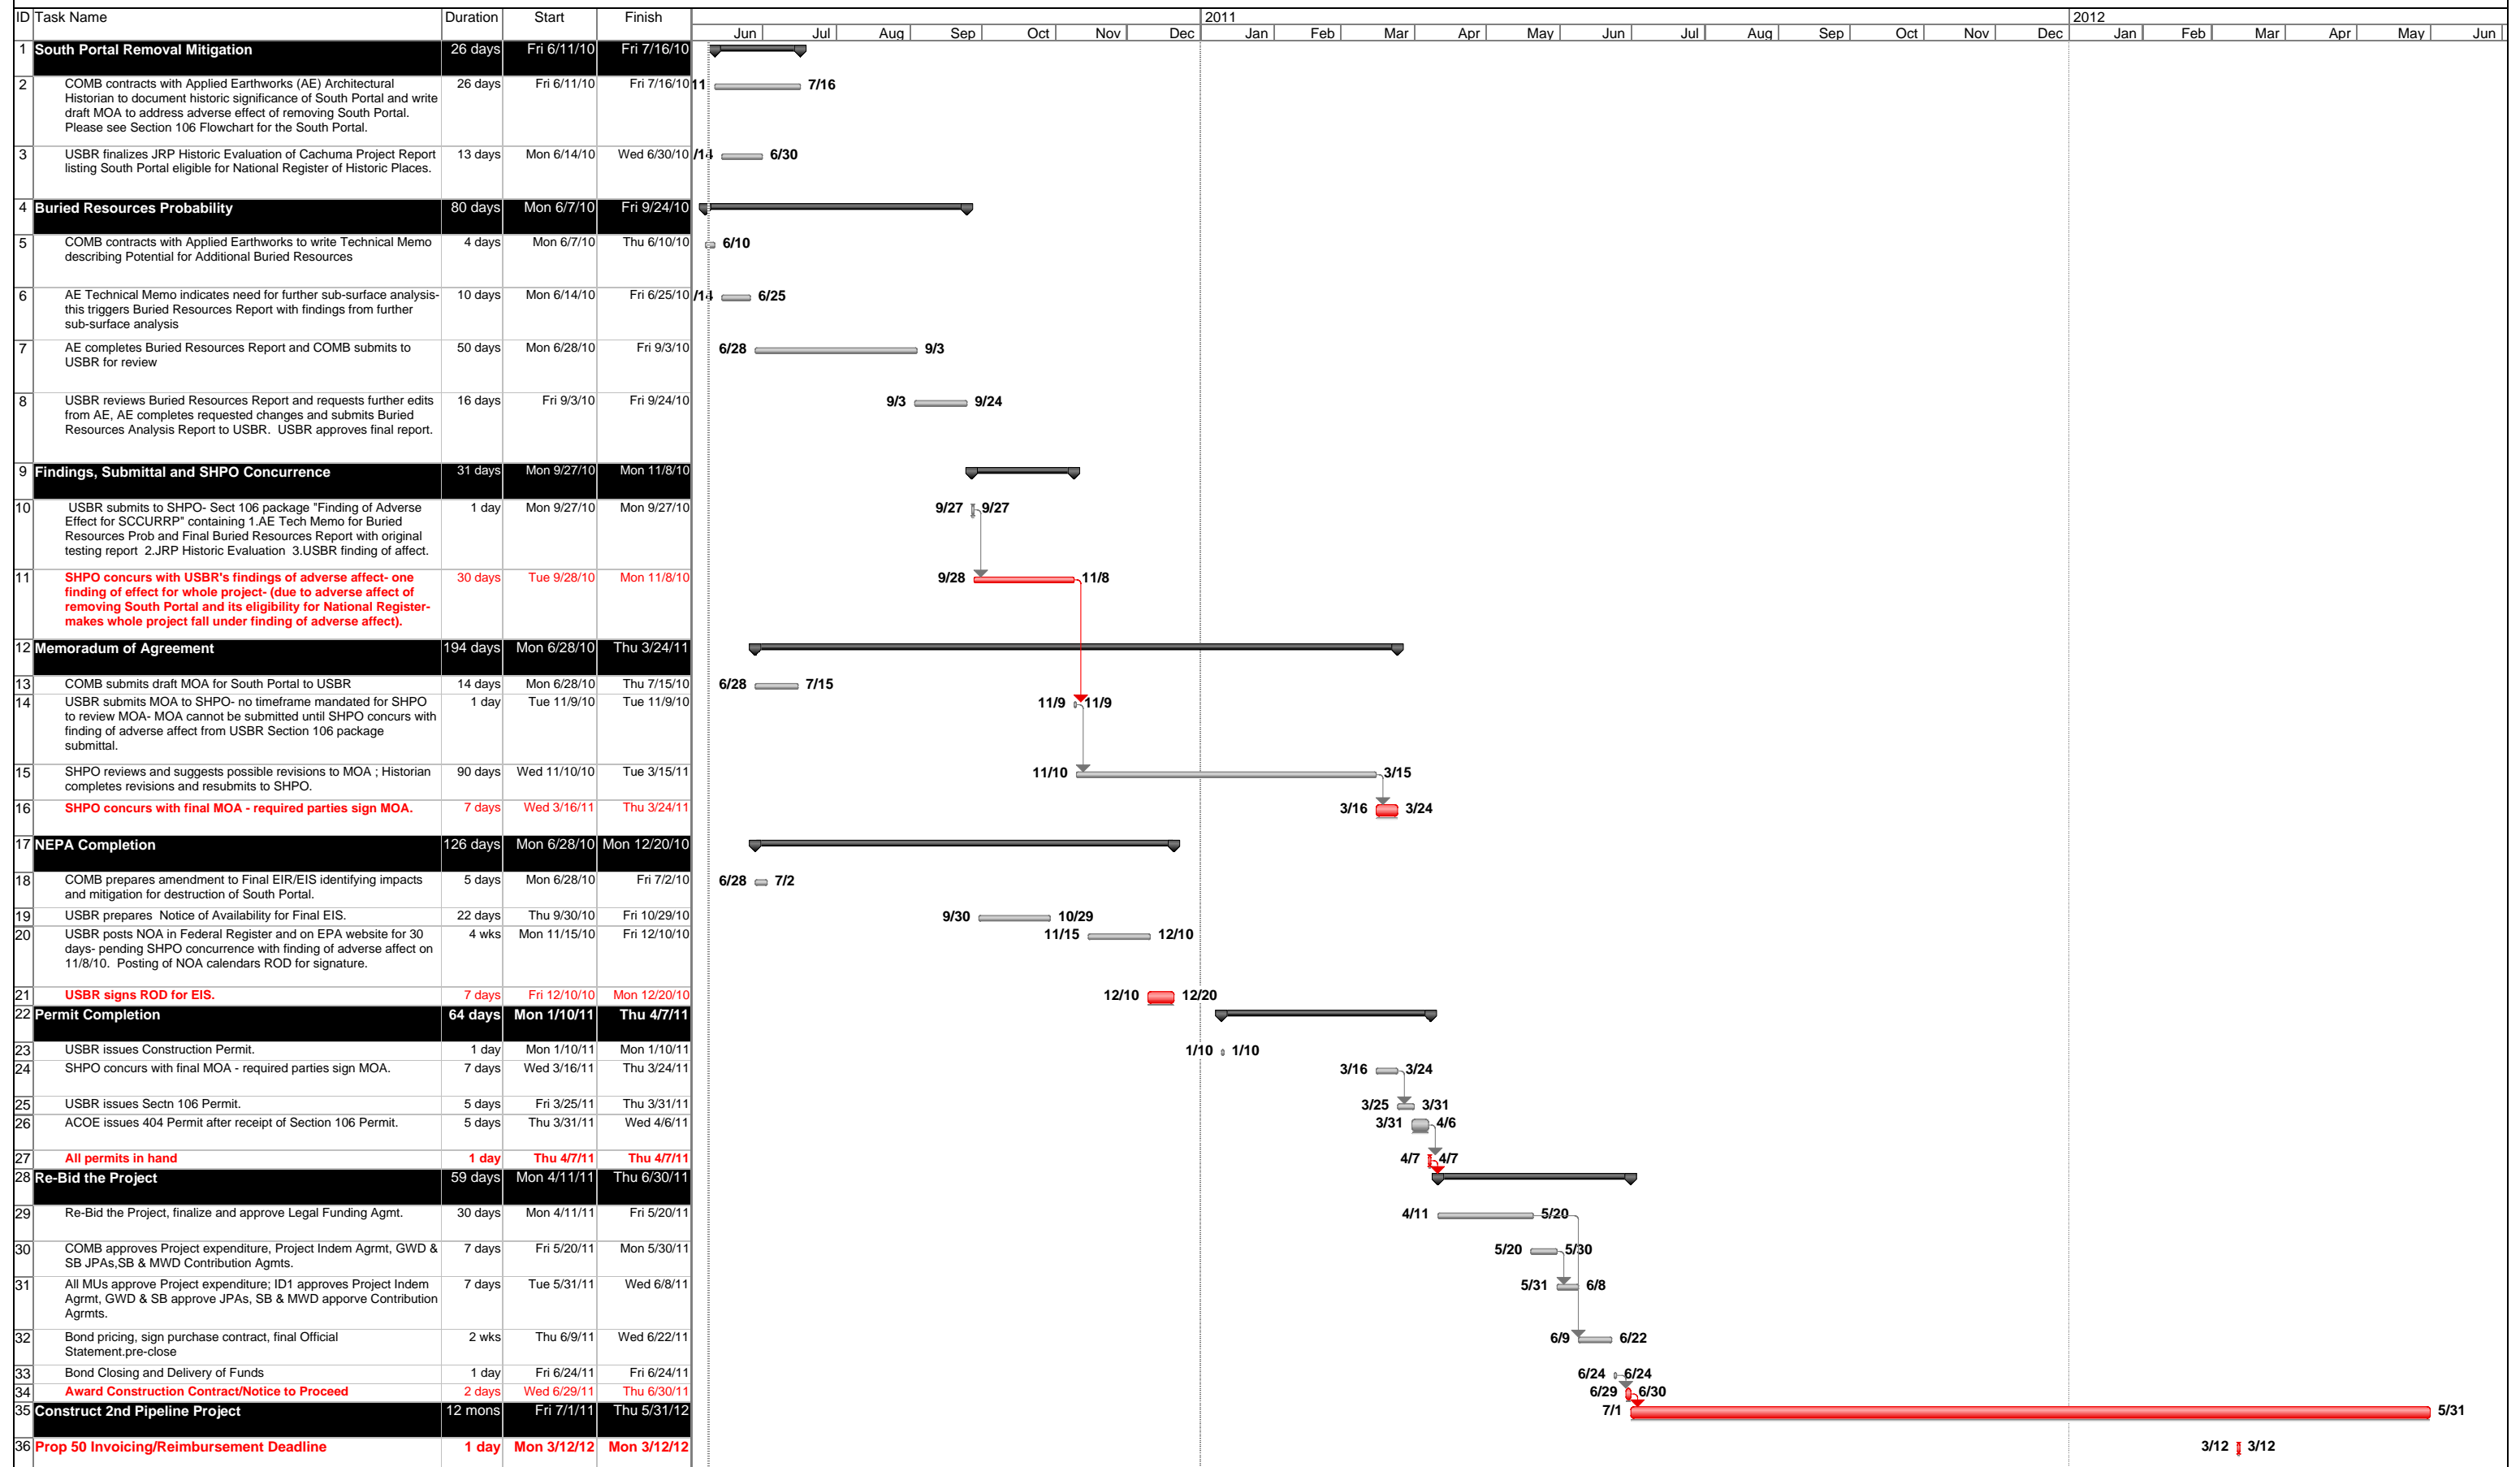 2011 2012
ID Task Name Duration Start Finish
Jun Jul Aug Sep Oct Nov Dec Jan Feb Mar Apr May Jun Jul Aug Sep Oct Nov Dec Jan Feb Mar Apr May Jun
1 South Portal Removal Mitigation 26 days Fri 6/11/10 Fri 7/16/10
2 COMB contracts with Applied Earthworks (AE) Architectural 26 days Fri 6/11/10 Fri 7/16/10 11 7/16
Historian to document historic significance of South Portal and write
draft MOA to address adverse effect of removing South Portal.
Please see Section 106 Flowchart for the South Portal.
3 USBR finalizes JRP Historic Evaluation of Cachuma Project Report 13 days Mon 6/14/10 Wed 6/30/10 /14 6/30
listing South Portal eligible for National Register of Historic Places.
4 Buried Resources Probability 80 days Mon 6/7/10 Fri 9/24/10
5 COMB contracts with Applied Earthworks to write Technical Memo 4 days Mon 6/7/10 Thu 6/10/10 6/10
describing Potential for Additional Buried Resources
6 AE Technical Memo indicates need for further sub-surface analysis- 10 days Mon 6/14/10 Fri 6/25/10 /14 6/25
this triggers Buried Resources Report with findings from further
sub-surface analysis
7 AE completes Buried Resources Report and COMB submits to 50 days Mon 6/28/10 Fri 9/3/10 6/28 9/3
USBR for review
8 USBR reviews Buried Resources Report and requests further edits 16 days Fri 9/3/10 Fri 9/24/10 9/3 9/24
from AE, AE completes requested changes and submits Buried
Resources Analysis Report to USBR. USBR approves final report.
9 Findings, Submittal and SHPO Concurrence 31 days Mon 9/27/10 Mon 11/8/10
10 USBR submits to SHPO- Sect 106 package "Finding of Adverse 1 day Mon 9/27/10 Mon 9/27/10 9/27 9/27
Effect for SCCURRP" containing 1.AE Tech Memo for Buried
Resources Prob and Final Buried Resources Report with original
testing report 2.JRP Historic Evaluation 3.USBR finding of affect.
11 SHPO concurs with USBR's findings of adverse affect- one 30 days Tue 9/28/10 Mon 11/8/10 9/28 11/8
finding of effect for whole project- (due to adverse affect of
removing South Portal and its eligibility for National Register-
makes whole project fall under finding of adverse affect).
12 Memoradum of Agreement 194 days Mon 6/28/10 Thu 3/24/11
13 COMB submits draft MOA for South Portal to USBR 14 days Mon 6/28/10 Thu 7/15/10 6/28 7/15
14 USBR submits MOA to SHPO- no timeframe mandated for SHPO 1 day Tue 11/9/10 Tue 11/9/10 11/9 11/9
to review MOA- MOA cannot be submitted until SHPO concurs with
finding of adverse affect from USBR Section 106 package
submittal.
15 SHPO reviews and suggests possible revisions to MOA ; Historian 90 days Wed 11/10/10 Tue 3/15/11 11/10 3/15
completes revisions and resubmits to SHPO.
16 SHPO concurs with final MOA - required parties sign MOA. 7 days Wed 3/16/11 Thu 3/24/11 3/16 3/24
17 NEPA Completion 126 days Mon 6/28/10 Mon 12/20/10
18 COMB prepares amendment to Final EIR/EIS identifying impacts 5 days Mon 6/28/10 Fri 7/2/10 6/28 7/2
and mitigation for destruction of South Portal.
19 USBR prepares Notice of Availability for Final EIS. 22 days Thu 9/30/10 Fri 10/29/10 9/30 10/29
20 USBR posts NOA in Federal Register and on EPA website for 30 4 wks Mon 11/15/10 Fri 12/10/10 11/15 12/10
days- pending SHPO concurrence with finding of adverse affect on
11/8/10. Posting of NOA calendars ROD for signature.
21 USBR signs ROD for EIS. 7 days Fri 12/10/10 Mon 12/20/10 12/10 12/20
22 Permit Completion 64 days Mon 1/10/11 Thu 4/7/11
23 USBR issues Construction Permit. 1 day Mon 1/10/11 Mon 1/10/11 1/10 1/10
24 SHPO concurs with final MOA - required parties sign MOA. 7 days Wed 3/16/11 Thu 3/24/11 3/16 3/24
25 USBR issues Sectn 106 Permit. 5 days Fri 3/25/11 Thu 3/31/11 3/25 3/31
26 ACOE issues 404 Permit after receipt of Section 106 Permit. 5 days Thu 3/31/11 Wed 4/6/11 3/31 4/6
27 All permits in hand 1 day Thu 4/7/11 Thu 4/7/11 4/7 4/7
28 Re-Bid the Project 59 days Mon 4/11/11 Thu 6/30/11
29 Re-Bid the Project, finalize and approve Legal Funding Agmt. 30 days Mon 4/11/11 Fri 5/20/11 4/11 5/20
30 COMB approves Project expenditure, Project Indem Agrmt, GWD & 7 days Fri 5/20/11 Mon 5/30/11 5/20 5/30
SB JPAs,SB & MWD Contribution Agmts.
31 All MUs approve Project expenditure; ID1 approves Project Indem 7 days Tue 5/31/11 Wed 6/8/11 5/31 6/8
Agrmt, GWD & SB approve JPAs, SB & MWD apporve Contribution
Agrmts.
32 Bond pricing, sign purchase contract, final Official 2 wks Thu 6/9/11 Wed 6/22/11 6/9 6/22
Statement.pre-close
33 Bond Closing and Delivery of Funds 1 day Fri 6/24/11 Fri 6/24/11 6/24 6/24
34 Award Construction Contract/Notice to Proceed 2 days Wed 6/29/11 Thu 6/30/11 6/29 6/30
35 Construct 2nd Pipeline Project 12 mons Fri 7/1/11 Thu 5/31/12 7/1 5/31
36 Prop 50 Invoicing/Reimbursement Deadline 1 day Mon 3/12/12 Mon 3/12/12 3/12 3/12